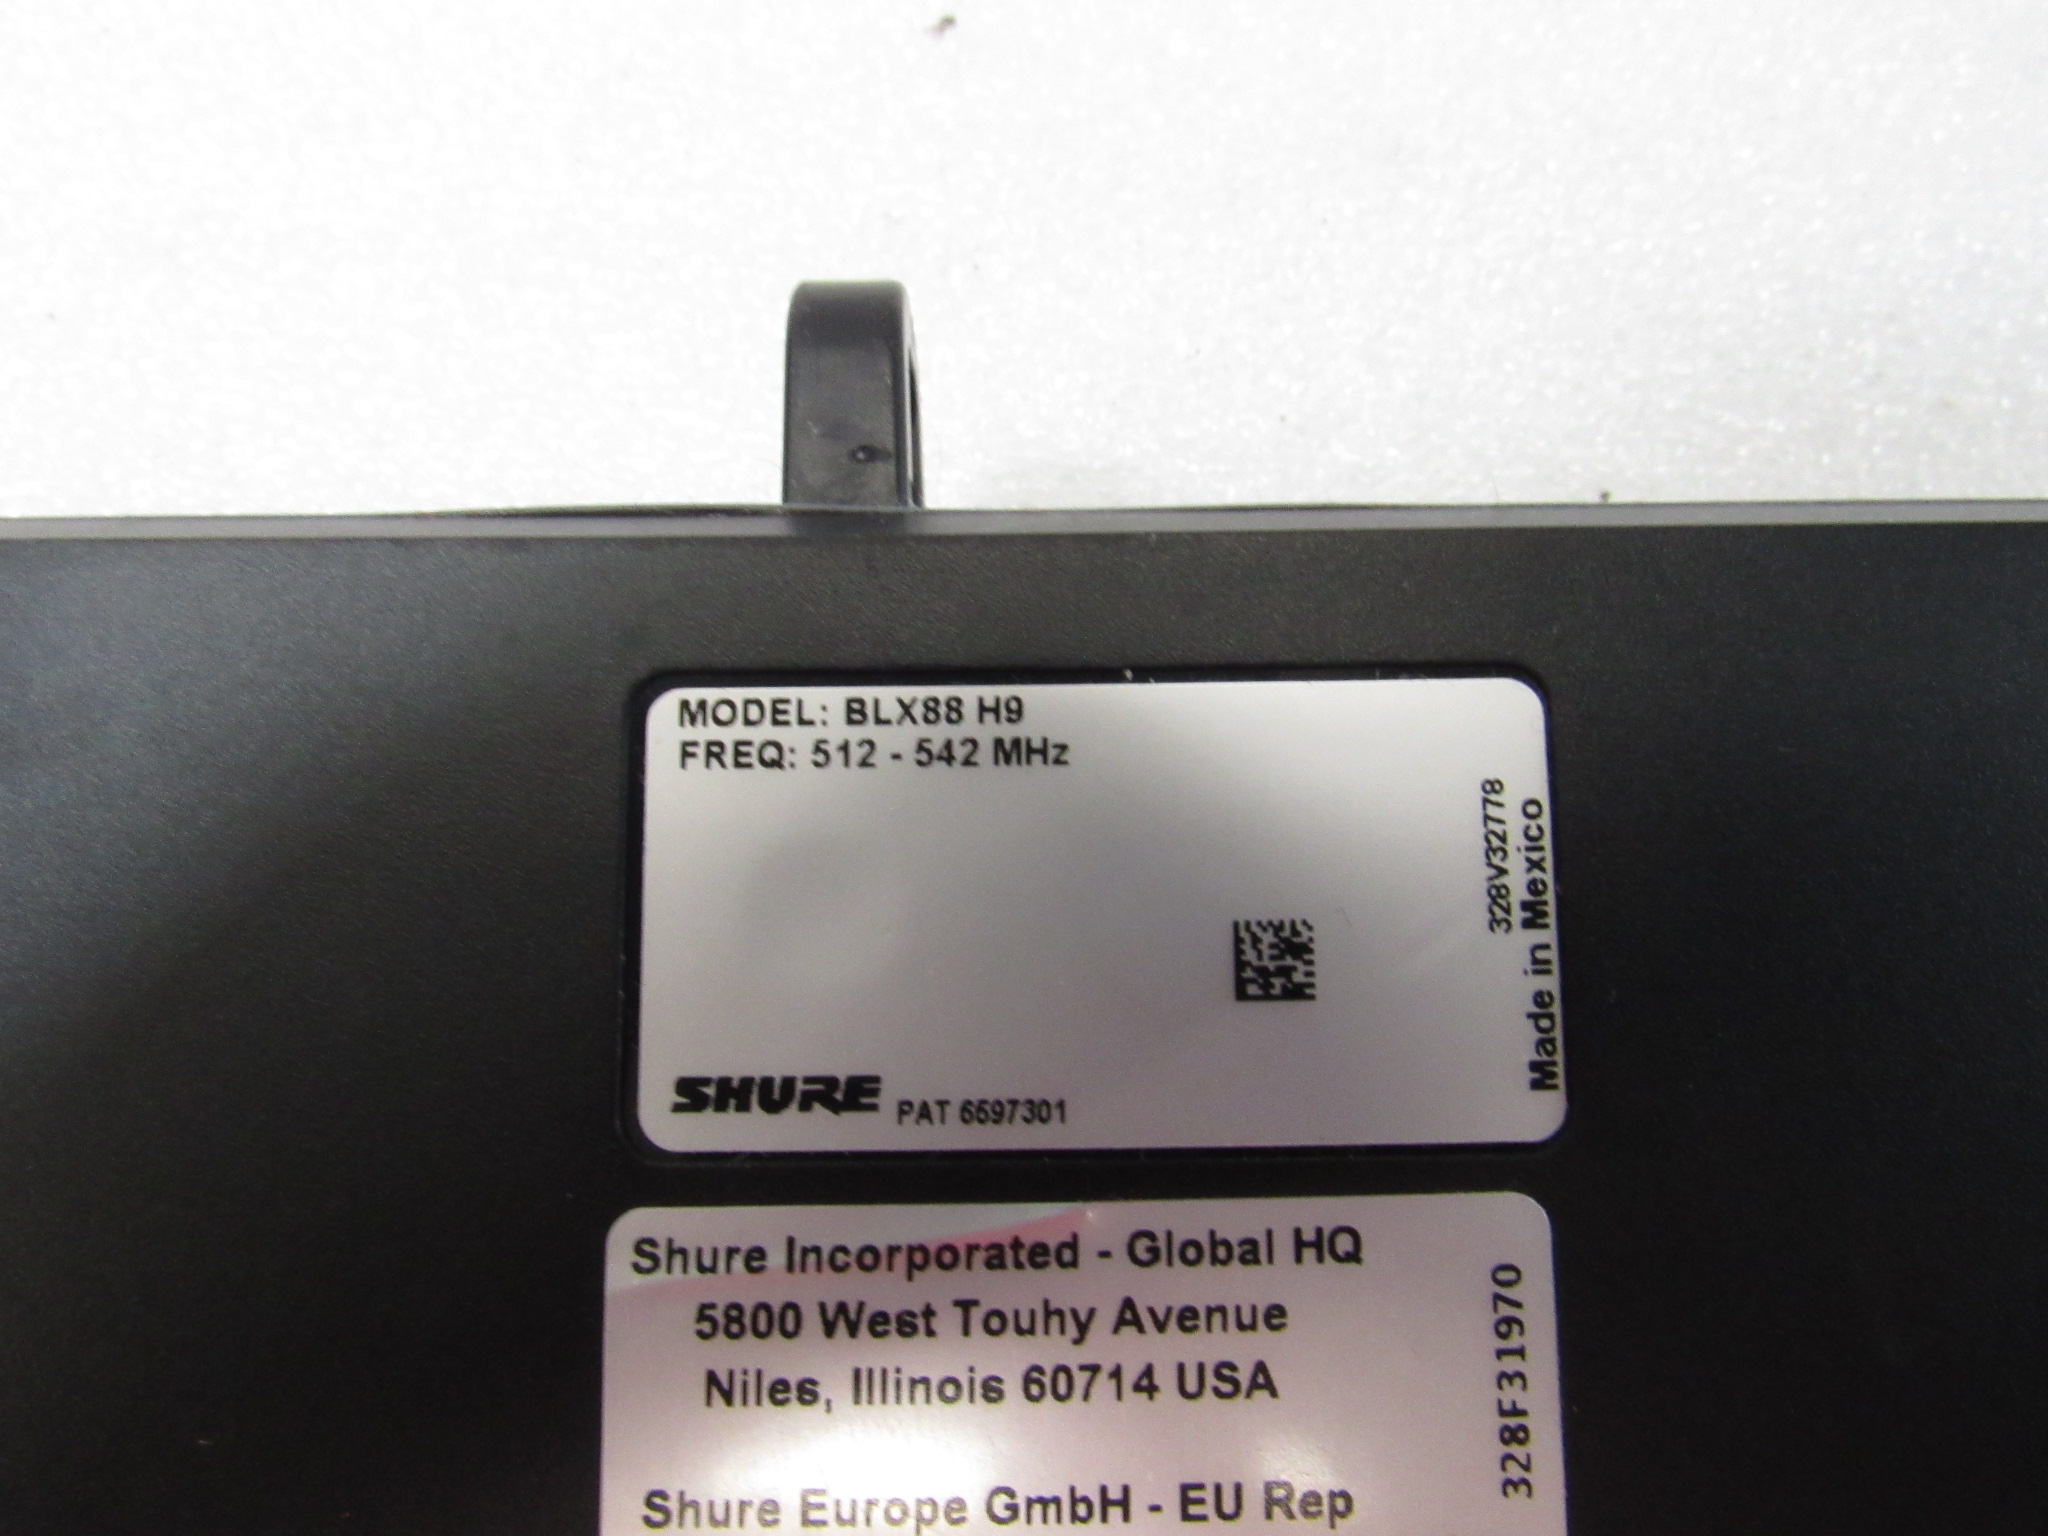 MODEL: BLX88 H9
FREQ: 512 - 542 MHz
328V32778
Made in Mexico
SHURE PAT 6597301
Shure Incorporated - Global HQ
5800 West Touhy Avenue
Niles, Illinois 60714 USA
Shure Europe GmbH - EU Rep
328F31970